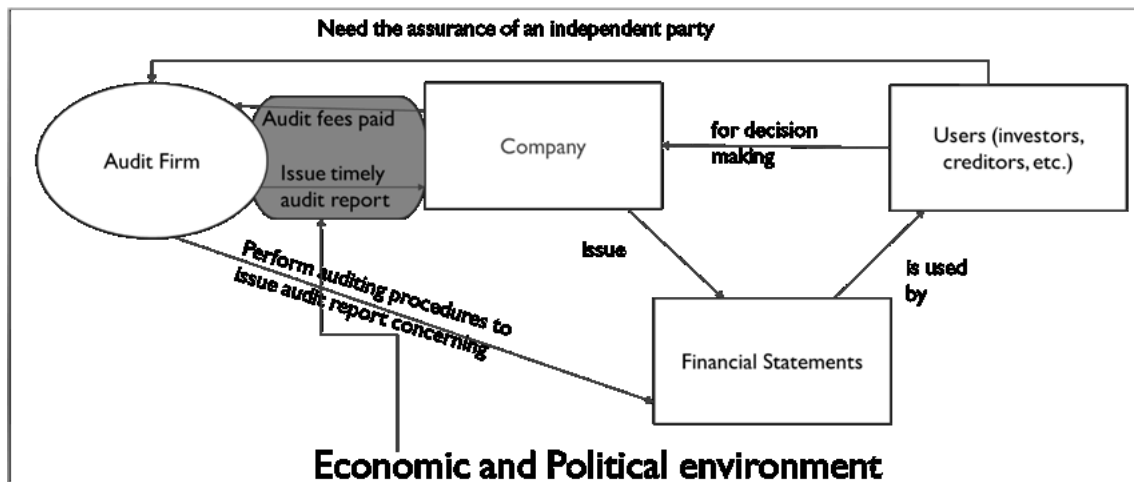 Need the assurance of an independent party
Audit fees paid
Audit Firm
Issue timely
audit report
Company
for decision
making
Users (investors,
creditors, etc.)
Perform auditing procedures to
issue audit report concerning
Issue
is used
by
Financial Statements
Economic and Political environment